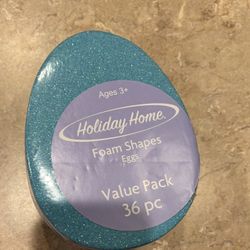 Ages 3+
Holiday Home.
Foam Shapes
Eggs
Value Pack
36 pc